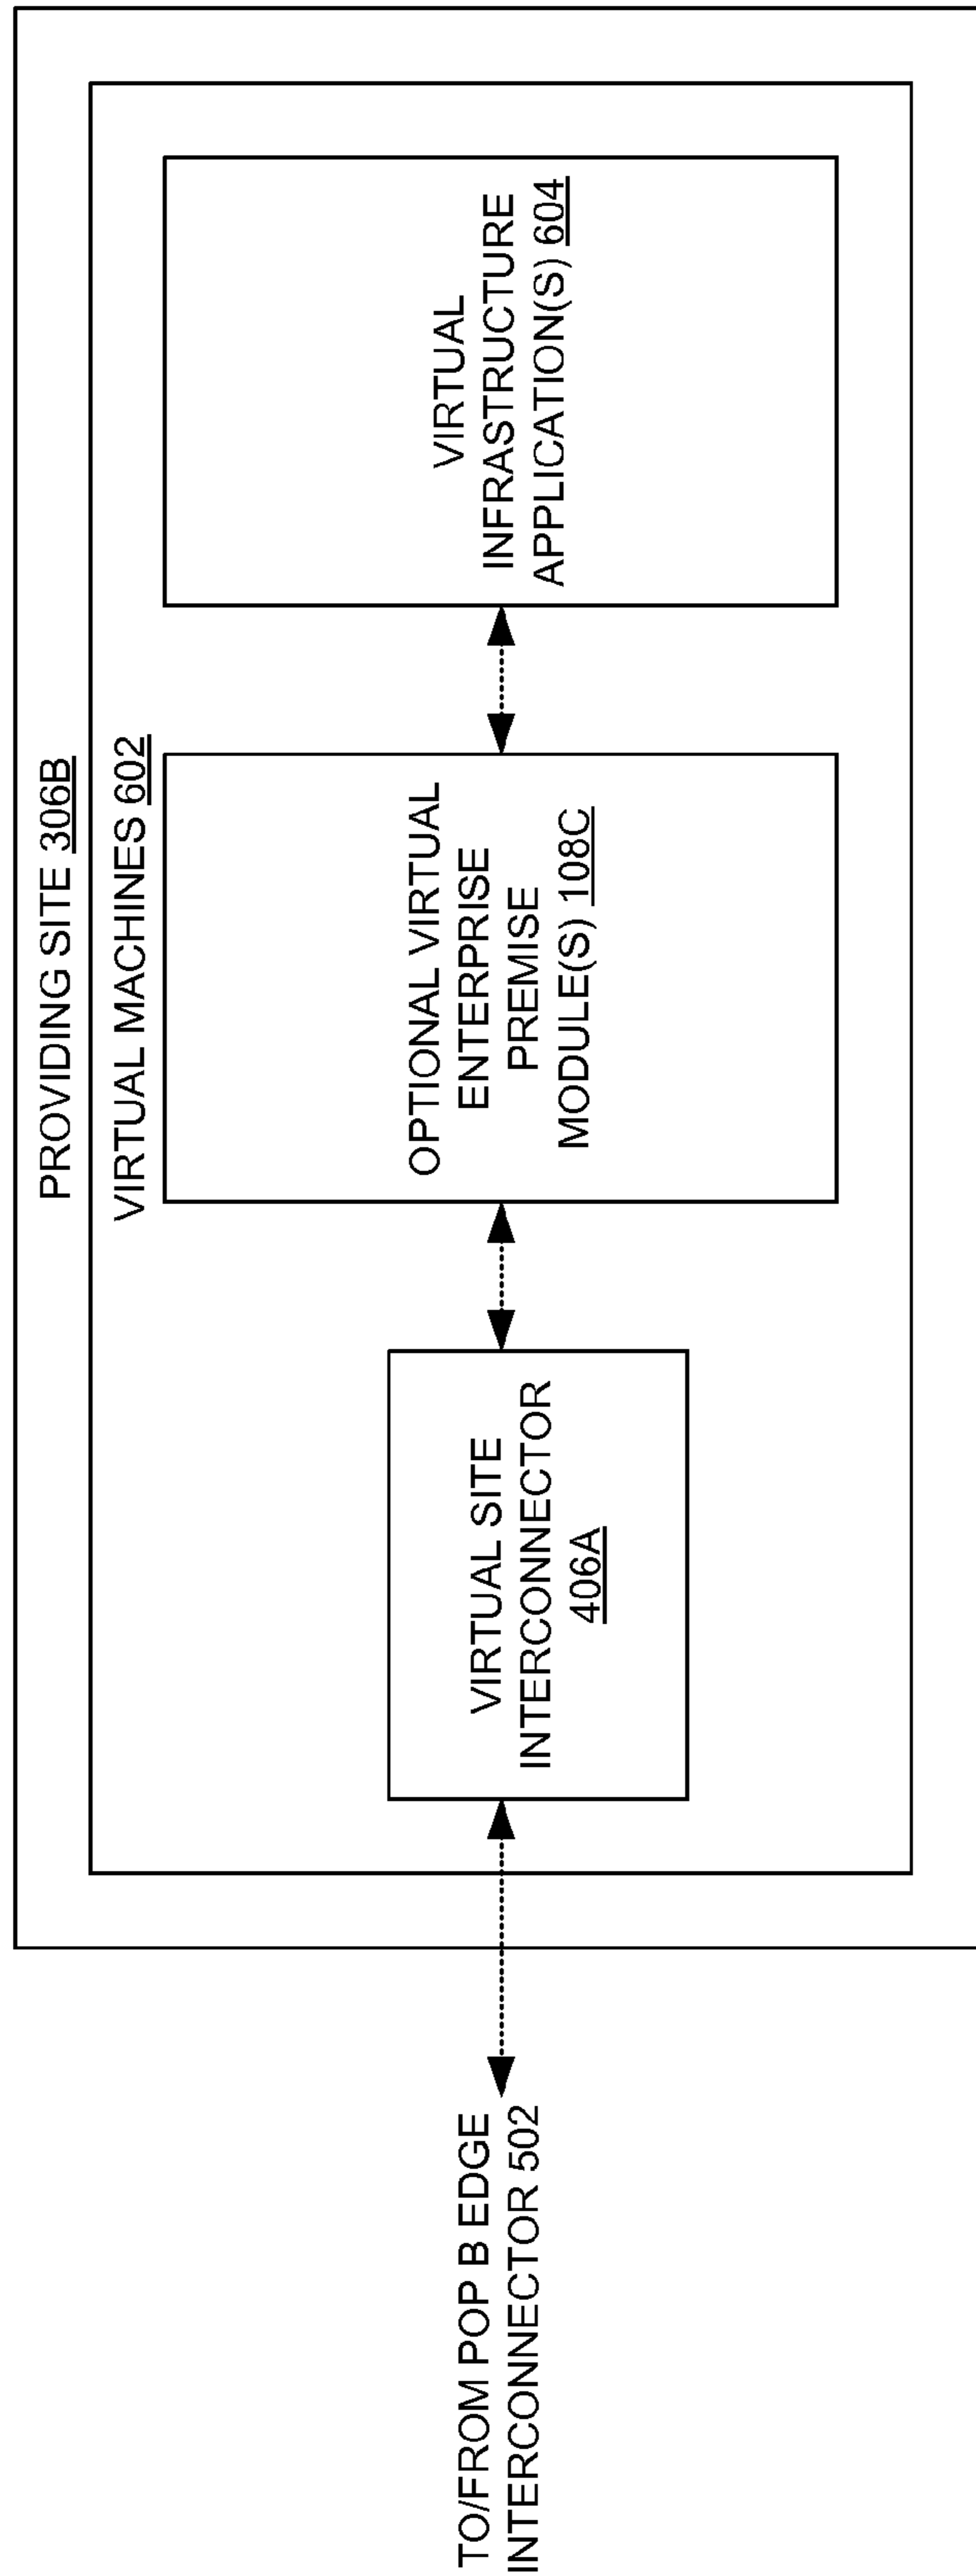 PROVIDING SITE 306B
VIRTUAL MACHINES 602
TO/FROM POP B EDGE
INTERCONNECTOR 502
VIRTUAL SITE
INTERCONNECTOR
406A
OPTIONAL VIRTUAL
ENTERPRISE
PREMISE
MODULE(S) 108C
VIRTUAL
INFRASTRUCTURE
APPLICATION(S) 604